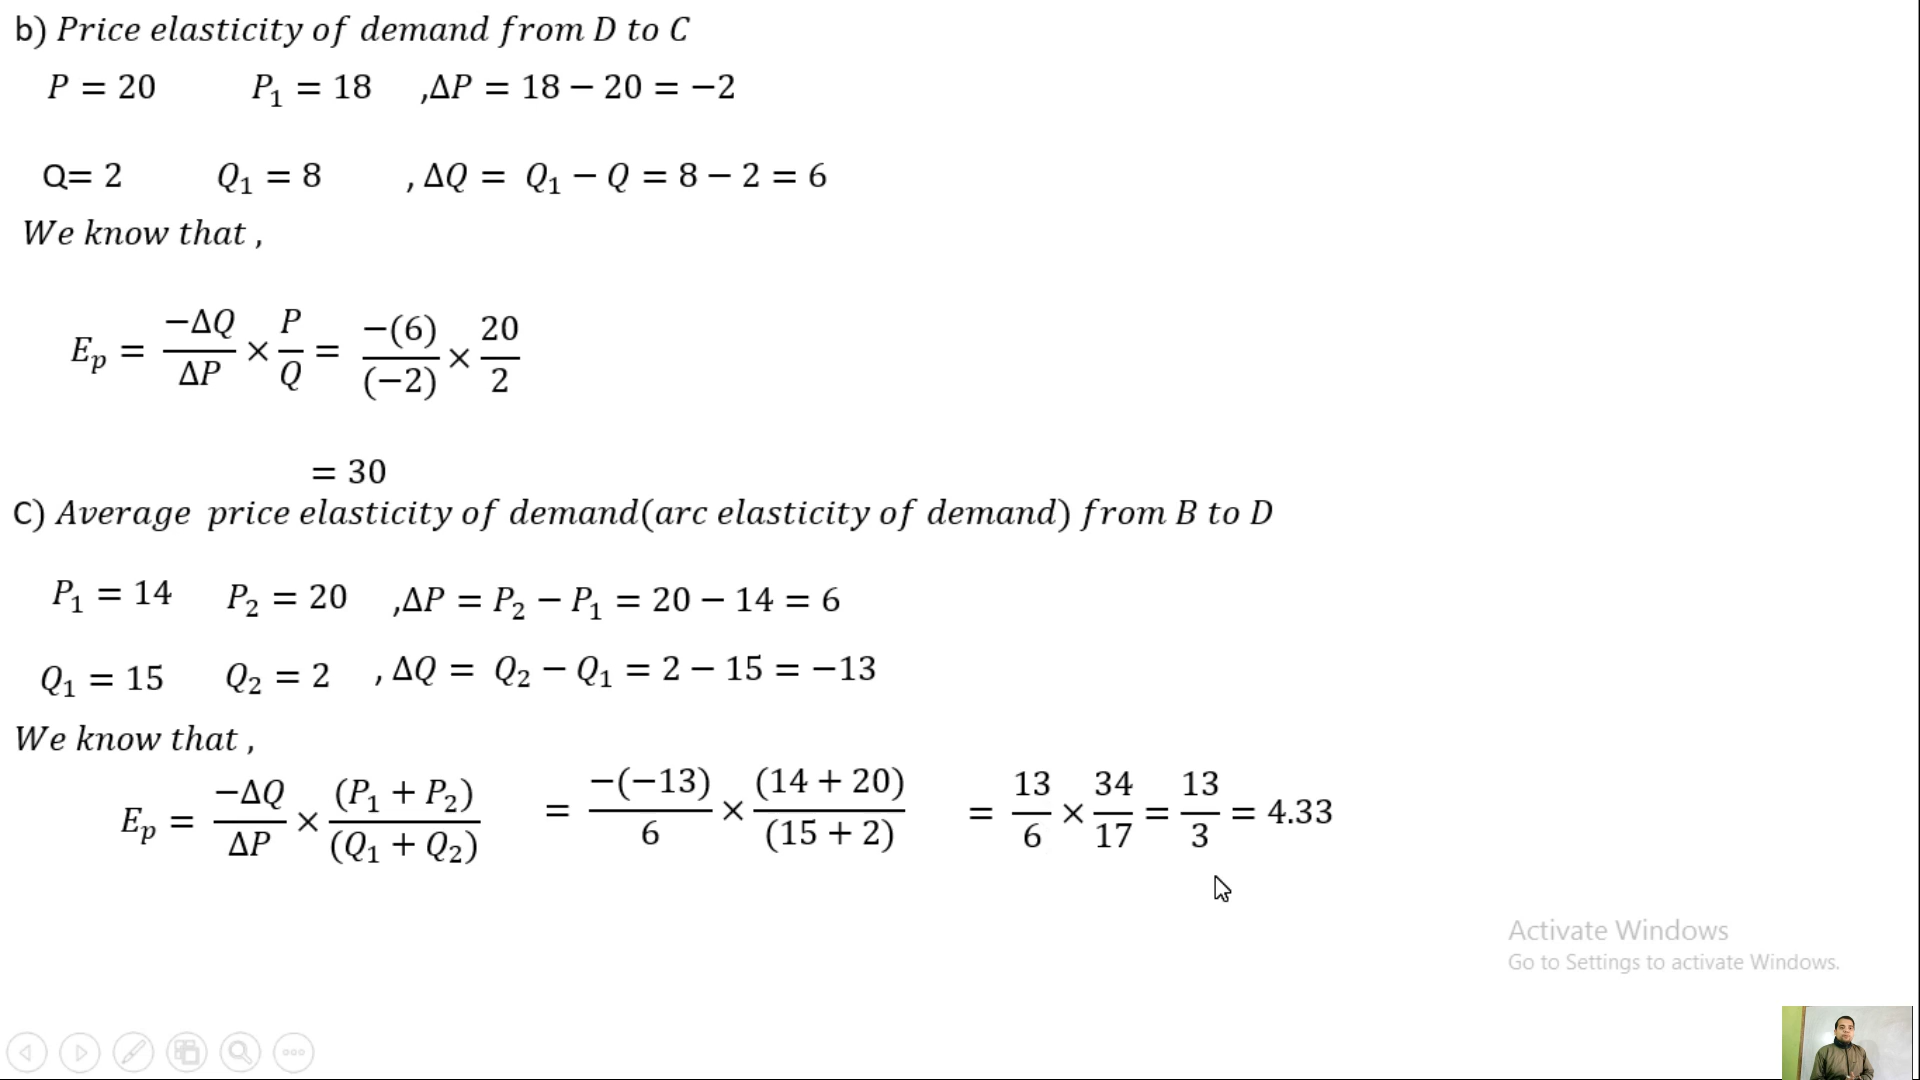 b) Price elasticity of demand from D to C
P = 20 P₁ = 18 ,ΔP = 18 − 20 = −2
Q= 2 Q₁ = 8 , ΔQ = Q₁ − Q = 8 − 2 = 6
We know that ,
Eₚ = −ΔQ/ΔP × P/Q = −(6)/(−2) × 20/2
= 30
C) Average price elasticity of demand(arc elasticity of demand) from B to D
P₁ = 14 P₂ = 20 ,ΔP = P₂ − P₁ = 20 − 14 = 6
Q₁ = 15 Q₂ = 2 , ΔQ = Q₂ − Q₁ = 2 − 15 = −13
We know that ,
Eₚ = −ΔQ/ΔP × (P₁ + P₂)/(Q₁ + Q₂) = −(−13)/6 × (14 + 20)/(15 + 2) = 13/6 × 34/17 = 13/3 = 4.33
Activate Windows
Go to Settings to activate Windows.